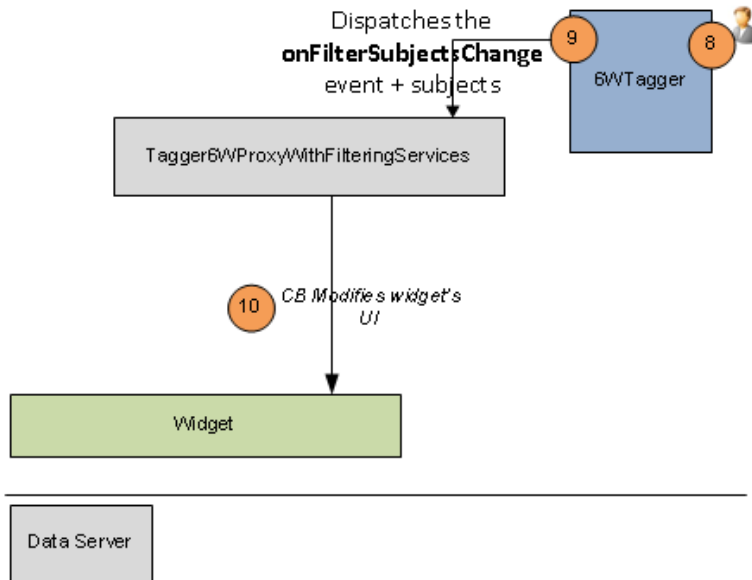 Dispatches the
onFilterSubjectsChange
event + subjects
9
8
6WTagger
Tagger6WProxyWithFilteringServices
10
CB Modifies widget's
UI
Widget
Data Server